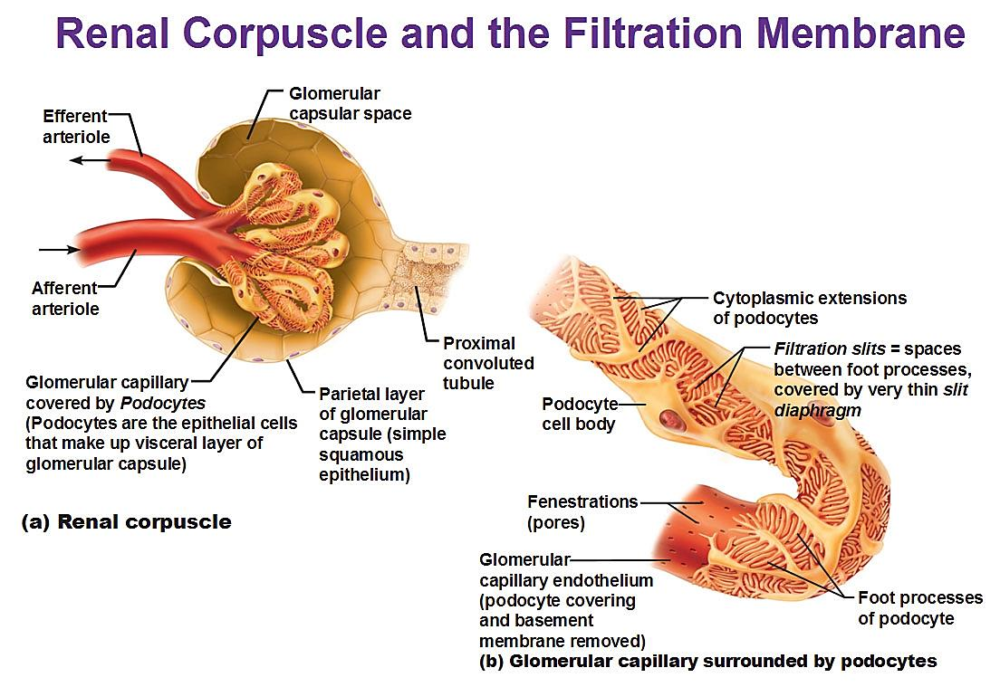 Renal Corpuscle and the Filtration Membrane
Glomerular
capsular space
Efferent
arteriole
Afferent
arteriole
Proximal
convoluted
tubule
Glomerular capillary
covered by Podocytes
(Podocytes are the epithelial cells
that make up visceral layer of
glomerular capsule)
Parietal layer
of glomerular
capsule (simple
squamous
epithelium)
(a) Renal corpuscle
Cytoplasmic extensions
of podocytes
Filtration slits = spaces
between foot processes,
covered by very thin slit
diaphragm
Podocyte
cell body
Fenestrations
(pores)
Glomerular
capillary endothelium
(podocyte covering
and basement
membrane removed)
Foot processes
of podocyte
(b) Glomerular capillary surrounded by podocytes